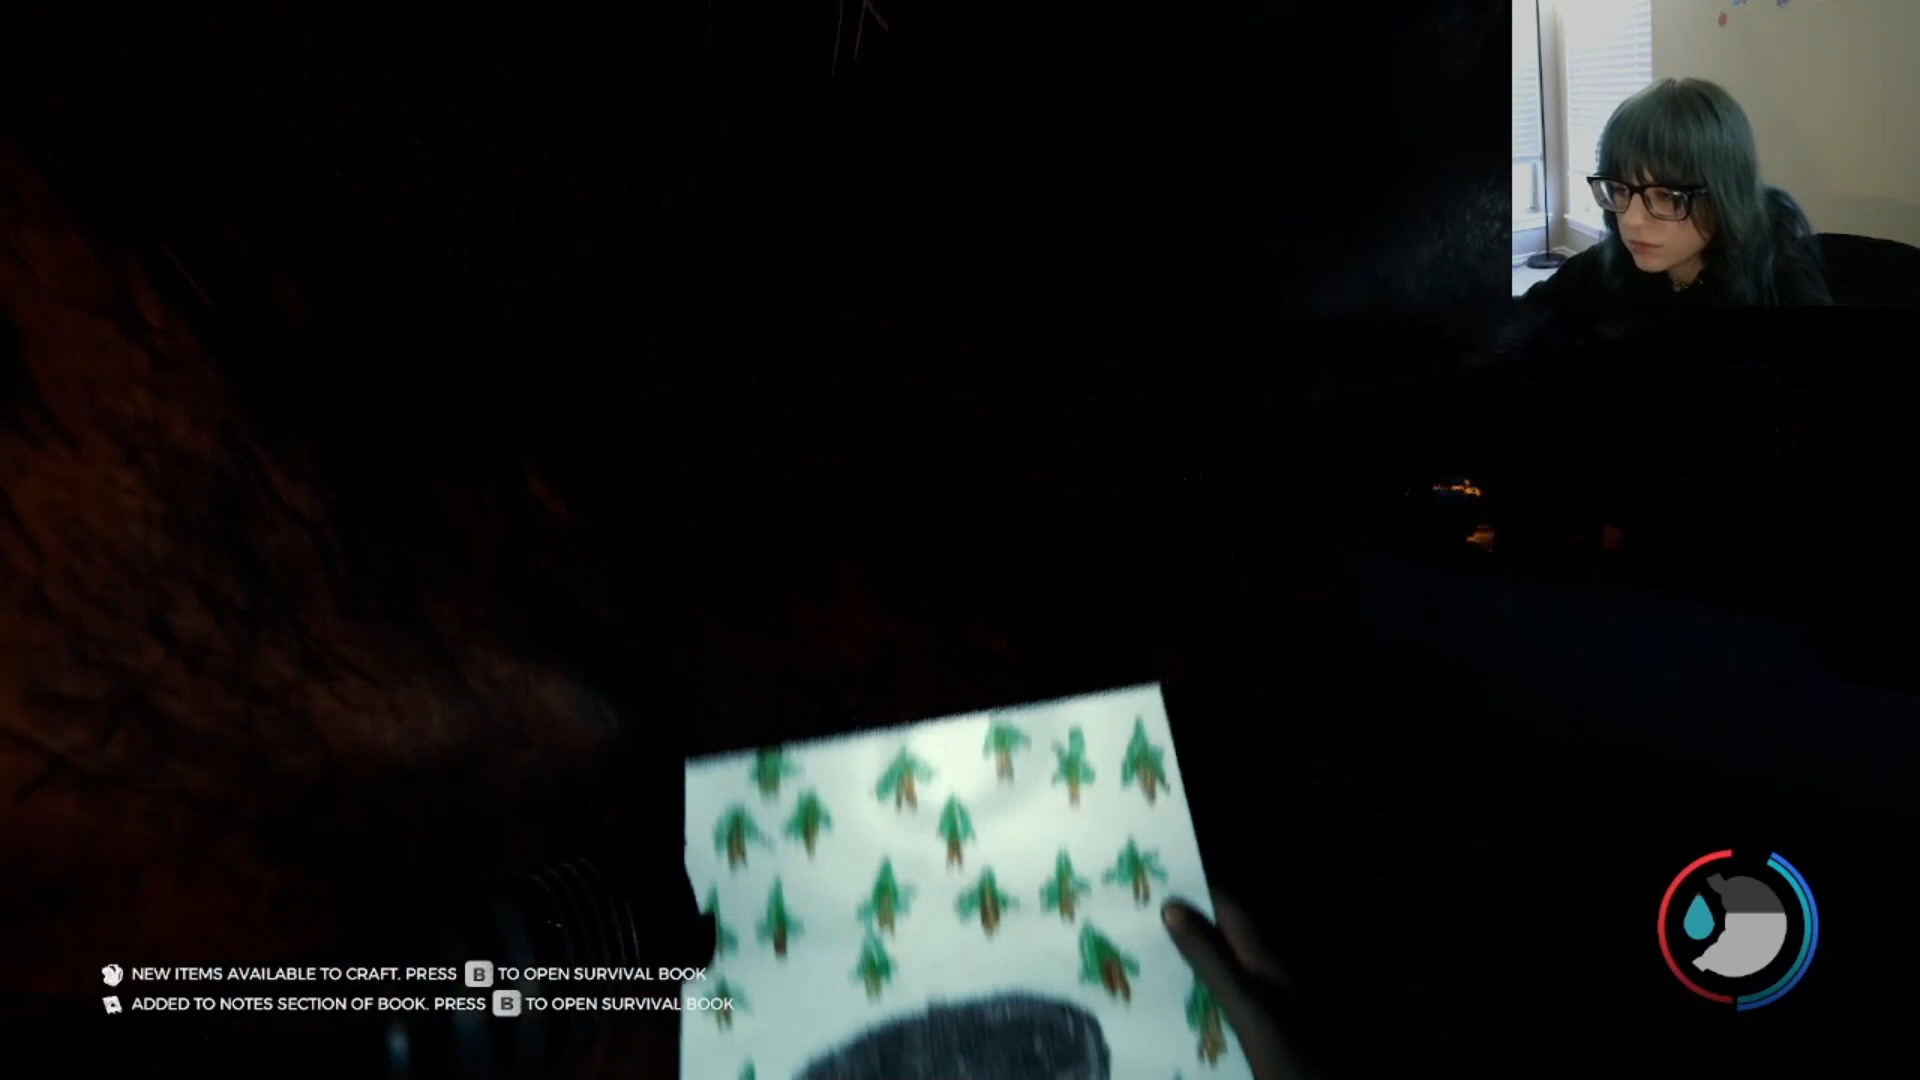 NEW ITEMS AVAILABLE TO CRAFT. PRESS B TO OPEN SURVIVAL BOOK
ADDED TO NOTES SECTION OF BOOK. PRESS B TO OPEN SURVIVAL BOOK